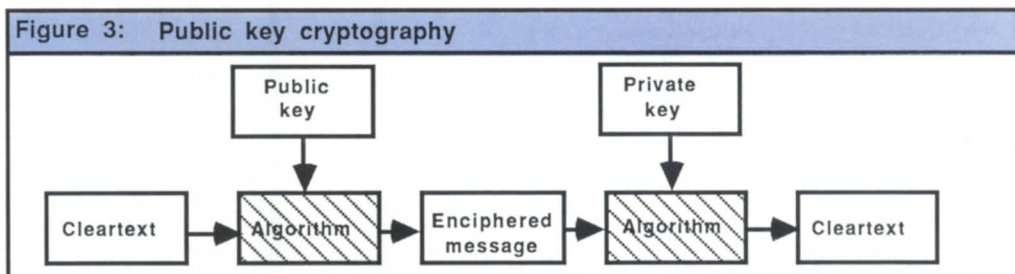 Figure 3: Public key cryptography
Public
key
Private
key
Cleartext
Algorithm
Enciphered
message
Algorithm
Cleartext